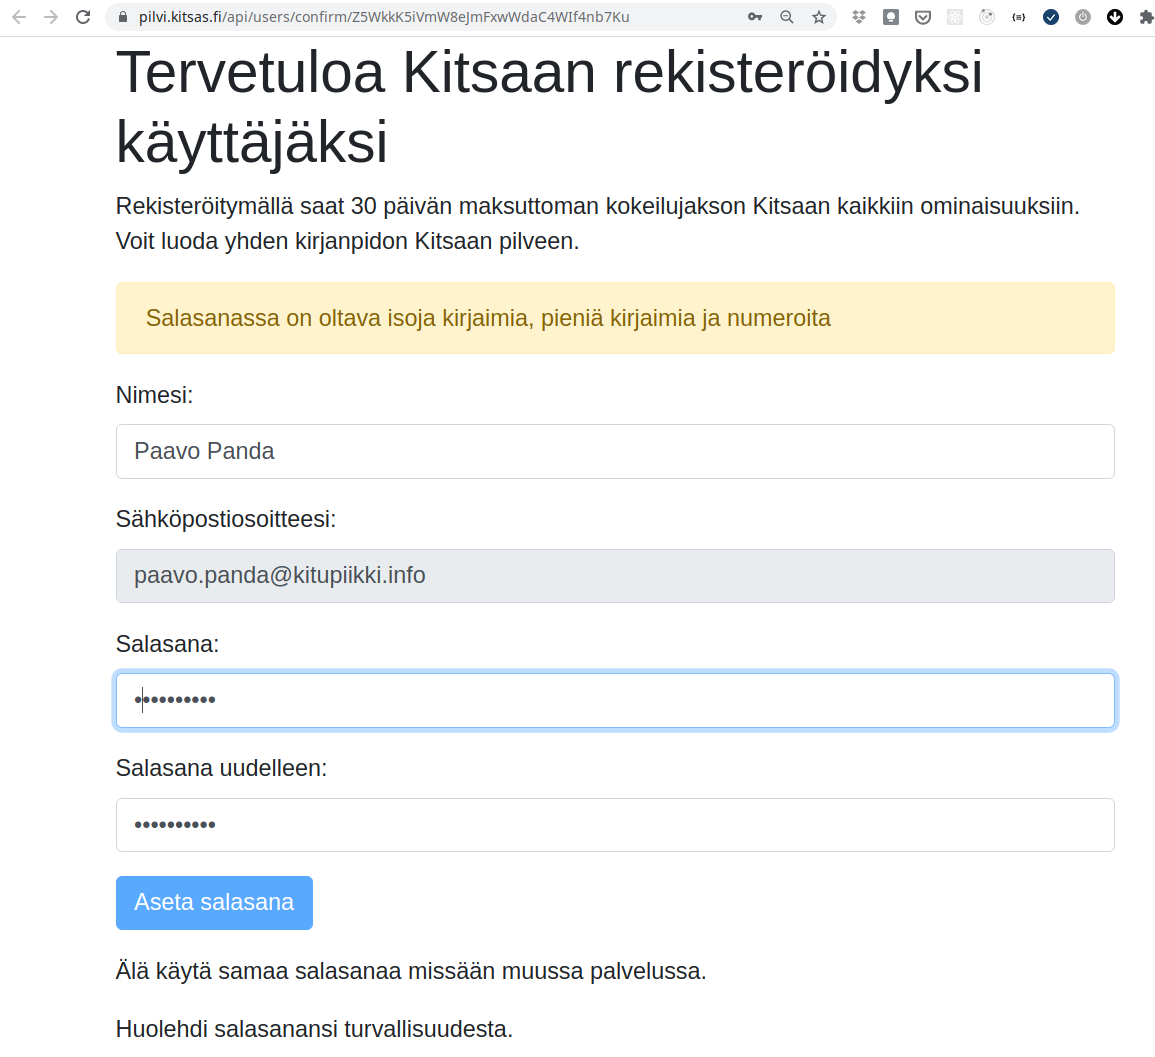 pilvi.kitsas.fi/api/users/confirm/Z5WkkK5iVmW8eJmFxwWdaC4WIf4nb7Ku
Tervetuloa Kitsaan rekisteröidyksi
käyttäjäksi
Rekisteröitymällä saat 30 päivän maksuttoman kokeilujakson Kitsaan kaikkiin ominaisuuksiin.
Voit luoda yhden kirjanpidon Kitsaan pilveen.
Salasanassa on oltava isoja kirjaimia, pieniä kirjaimia ja numeroita
Nimesi:
Paavo Panda
Sähköpostiosoitteesi:
paavo.panda@kitupiikki.info
Salasana:
••••••••••
Salasana uudelleen:
••••••••••
Aseta salasana
Älä käytä samaa salasanaa missään muussa palvelussa.
Huolehdi salasanansi turvallisuudesta.